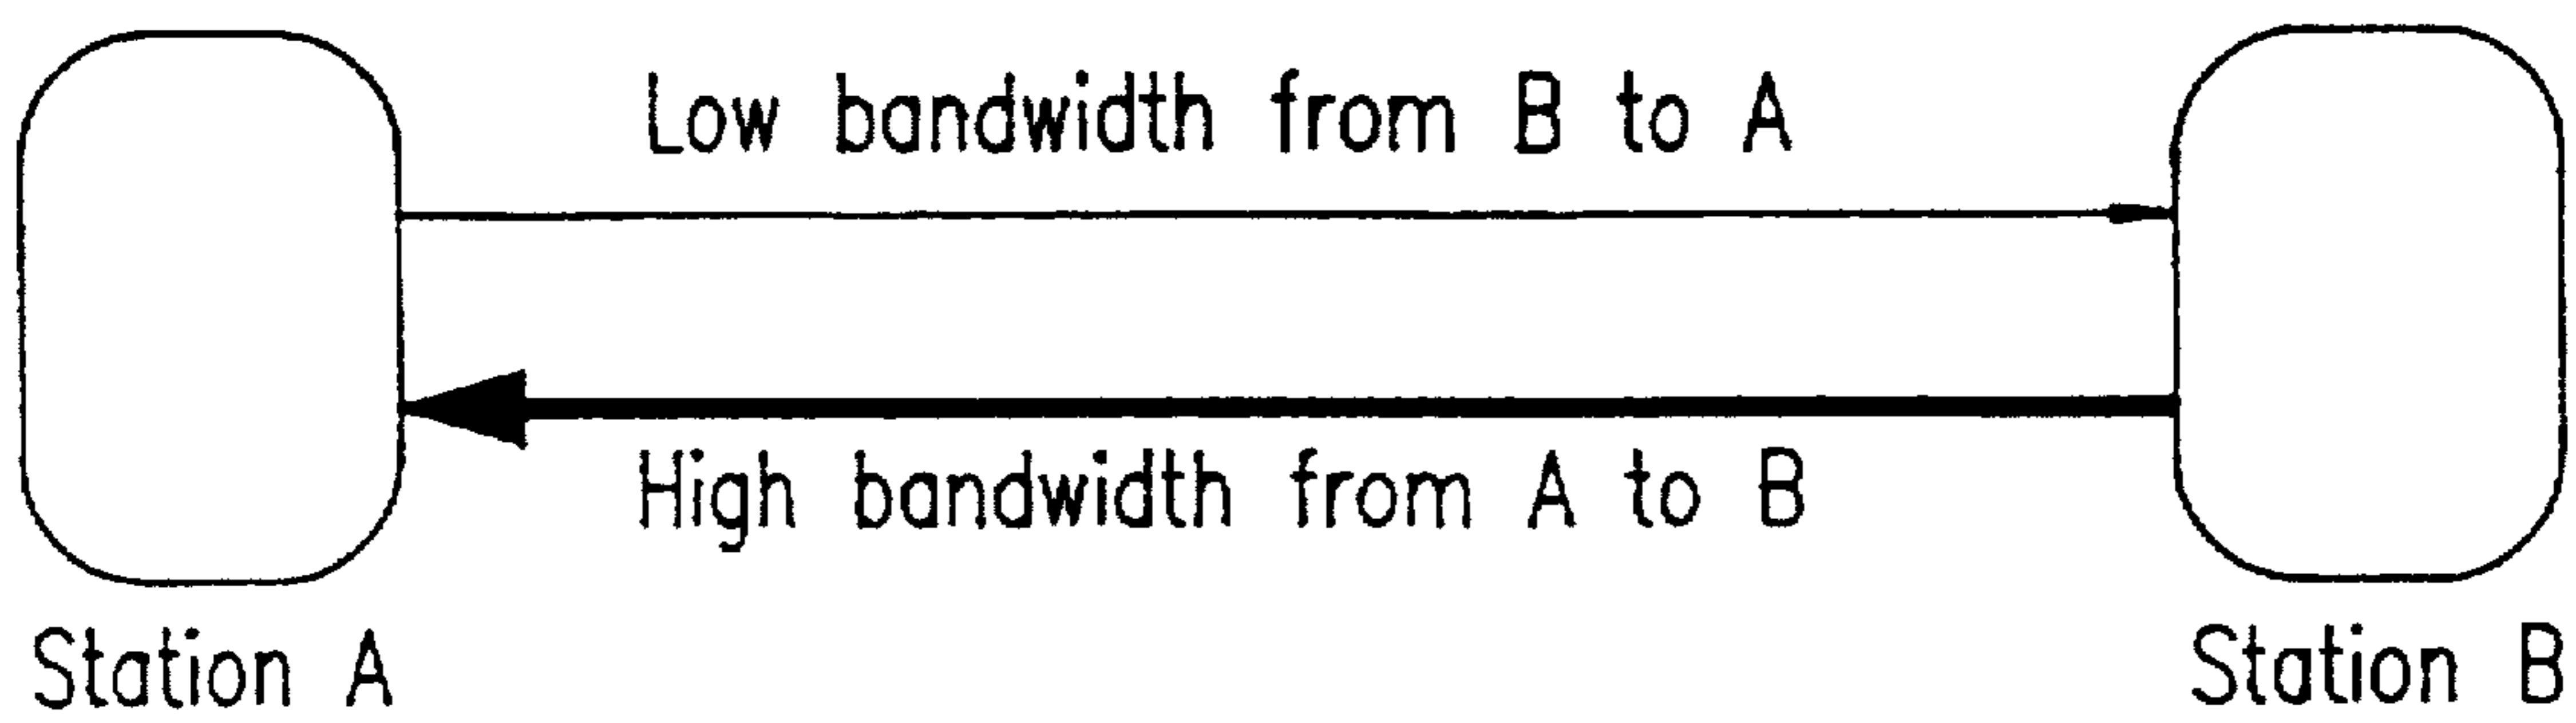 Low bandwidth from B to A
High bandwidth from A to B
Station A
Station B